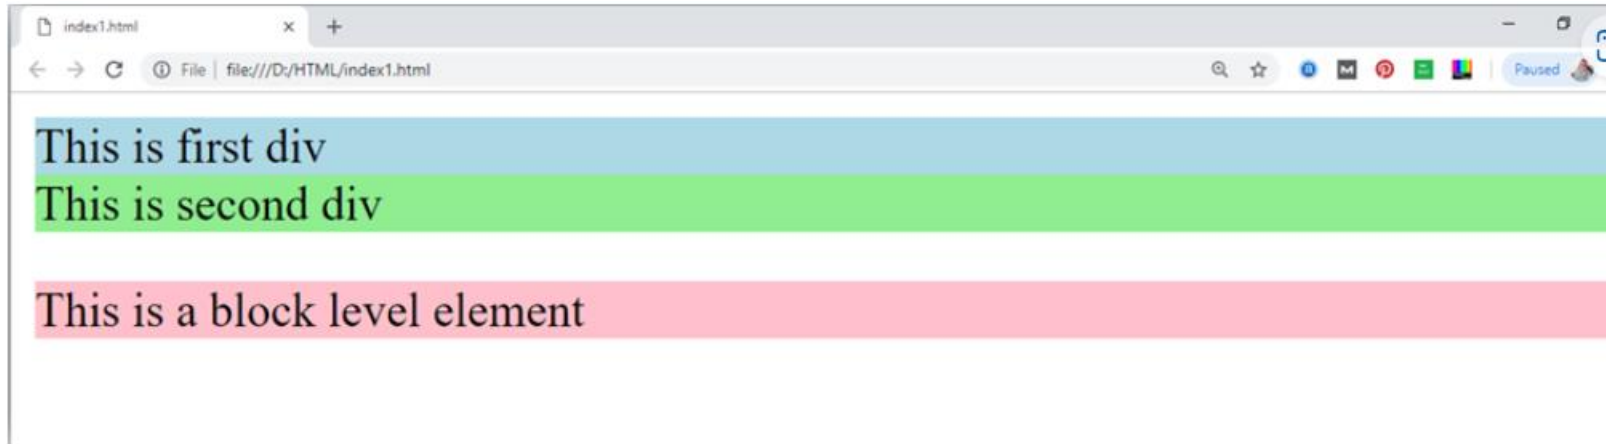 index1.html
File | file:///D:/HTML/index1.html
Paused
This is first div
This is second div
This is a block level element